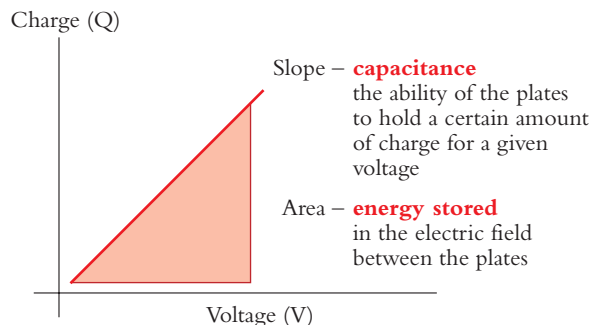 Charge (Q)
Slope – capacitance
the ability of the plates
to hold a certain amount
of charge for a given
voltage
Area – energy stored
in the electric field
between the plates
Voltage (V)